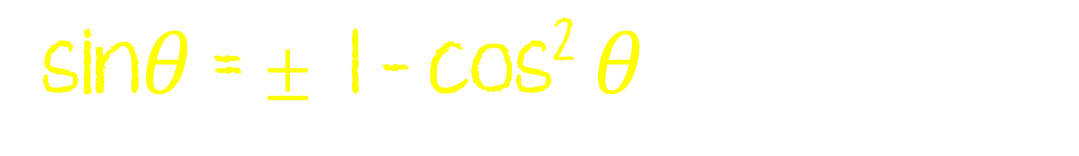 sinθ = ± 1 - cos² θ